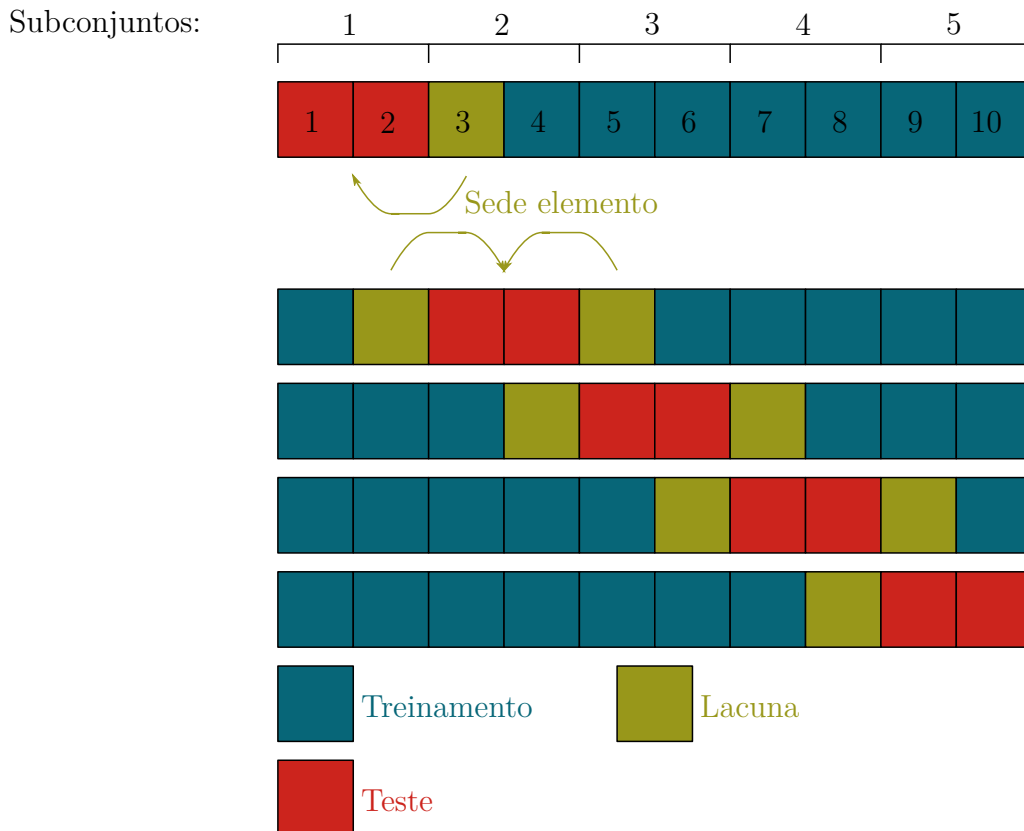 Subconjuntos: 1 2 3 4 5
1 2 3 4 5 6 7 8 9 10
Sede elemento
Treinamento Lacuna
Teste